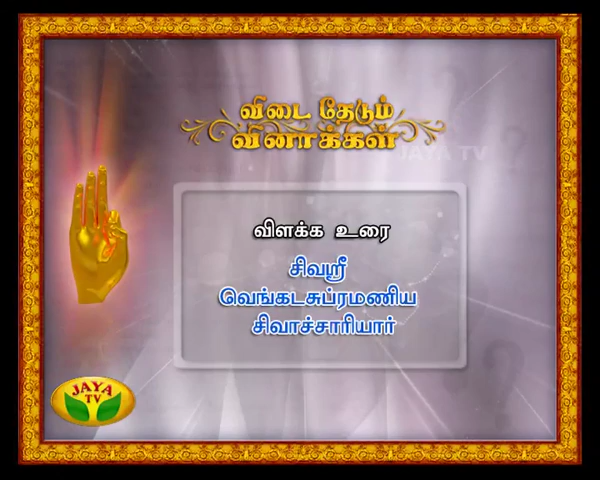 விடை தேடும்
வினாக்கள்
JAYA TV
விளக்க உரை
சிவஸ்ரீ
வெங்கடசுப்ரமணிய
சிவாச்சாரியார்
JAYA
TV